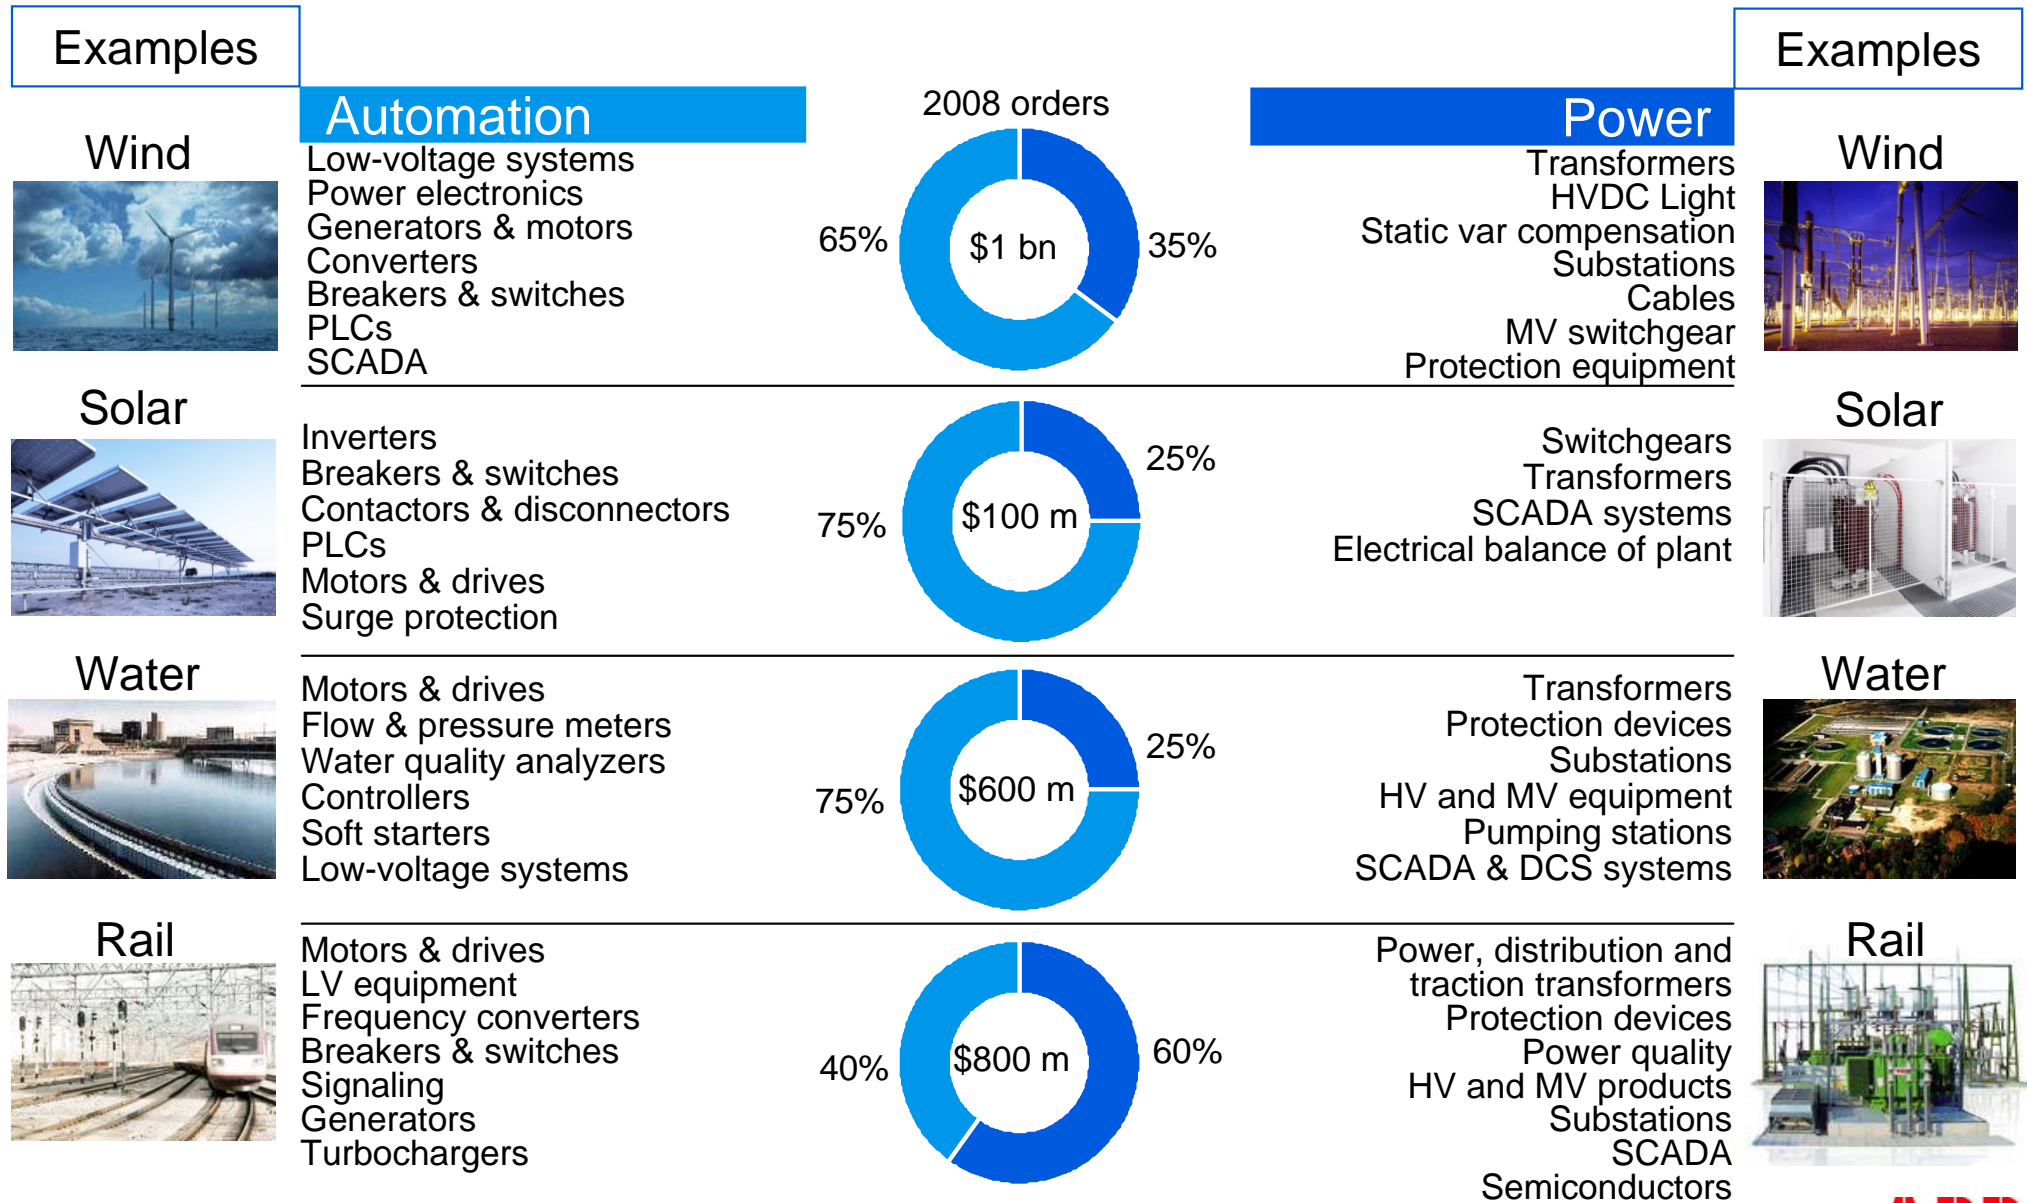 Examples
Examples
Automation
2008 orders
Power
Wind
Low-voltage systems
Power electronics
Generators & motors
Converters
Breakers & switches
PLCs
SCADA
65%
$1 bn
35%
Transformers
HVDC Light
Static var compensation
Substations
Cables
MV switchgear
Protection equipment
Wind
Solar
Inverters
Breakers & switches
Contactors & disconnectors
PLCs
Motors & drives
Surge protection
75%
$100 m
25%
Switchgears
Transformers
SCADA systems
Electrical balance of plant
Solar
Water
Motors & drives
Flow & pressure meters
Water quality analyzers
Controllers
Soft starters
Low-voltage systems
75%
$600 m
25%
Transformers
Protection devices
Substations
HV and MV equipment
Pumping stations
SCADA & DCS systems
Water
Rail
Motors & drives
LV equipment
Frequency converters
Breakers & switches
Signaling
Generators
Turbochargers
40%
$800 m
60%
Power, distribution and
traction transformers
Protection devices
Power quality
HV and MV products
Substations
SCADA
Semiconductors
Rail